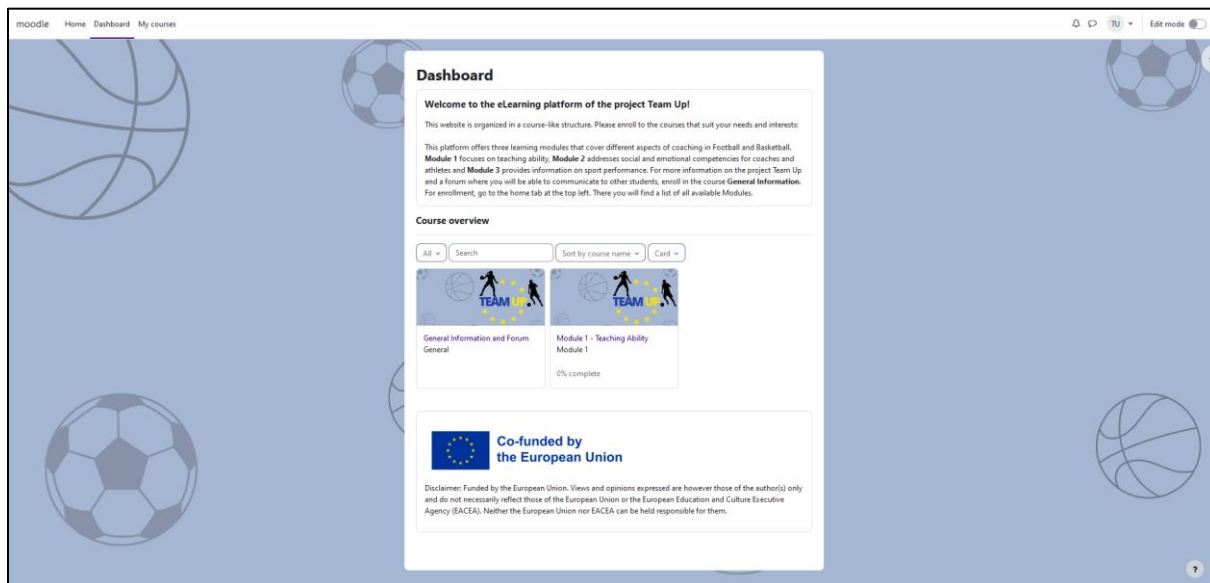 moodle Home Dashboard My courses TU Edit mode
Dashboard
Welcome to the eLearning platform of the project Team Up!
This website is organized in a course-like structure. Please enroll to the courses that suit your needs and interests:
This platform offers three learning modules that cover different aspects of coaching in Football and Basketball.
Module 1 focuses on teaching ability, Module 2 addresses social and emotional competencies for coaches and
athletes and Module 3 provides information on sport performance. For more information on the project Team Up
and a forum where you will be able to communicate to other students, enroll in the course General Information.
For enrollment, go to the home tab at the top left. There you will find a list of all available Modules.
Course overview
All Search Sort by course name Card
TEAM UP
TEAM UP
General Information and Forum
General
Module 1 - Teaching Ability
Module 1
0% complete
Co-funded by
the European Union
Disclaimer: Funded by the European Union. Views and opinions expressed are however those of the author(s) only
and do not necessarily reflect those of the European Union or the European Education and Culture Executive
Agency (EACEA). Neither the European Union nor EACEA can be held responsible for them.
?